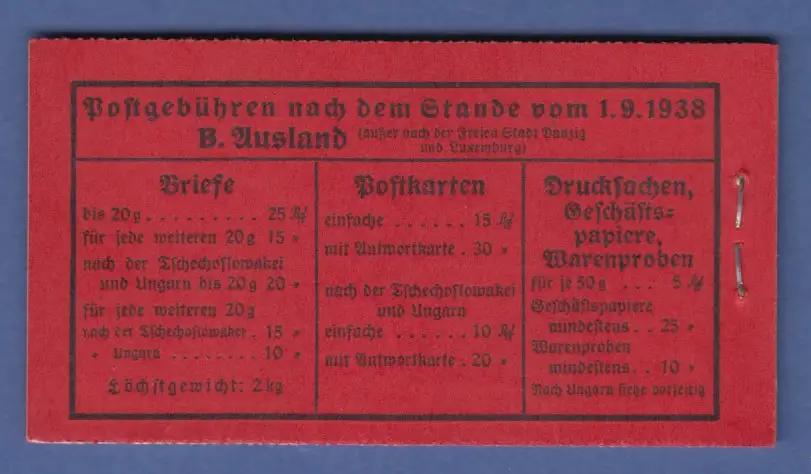 Postgebühren nach dem Stande vom 1.9.1938
B. Ausland (außer nach der Freien Stadt Danzig
und Luxemburg)
Briefe
bis 20 g . . . . . . . . . 25 Rpf
für jede weiteren 20 g 15 "
nach der Tschechoslowakei
und Ungarn bis 20 g 20 "
für jede weiteren 20 g
nach der Tschechoslowakei . 15 "
" Ungarn . . . . . . . . 10 "
Höchstgewicht: 2 kg
Postkarten
einfache . . . . . . 15 Rpf
mit Antwortkarte . 30 "
nach der Tschechoslowakei
und Ungarn
einfache . . . . . . 10 Rpf
mit Antwortkarte . 20 "
Drucksachen,
Geschäfts-
papiere,
Warenproben
für je 50 g . . . 5 Rpf
Geschäftspapiere
mindestens . . 25 "
Warenproben
mindestens . . 10 "
Nach Ungarn siehe vorseitig